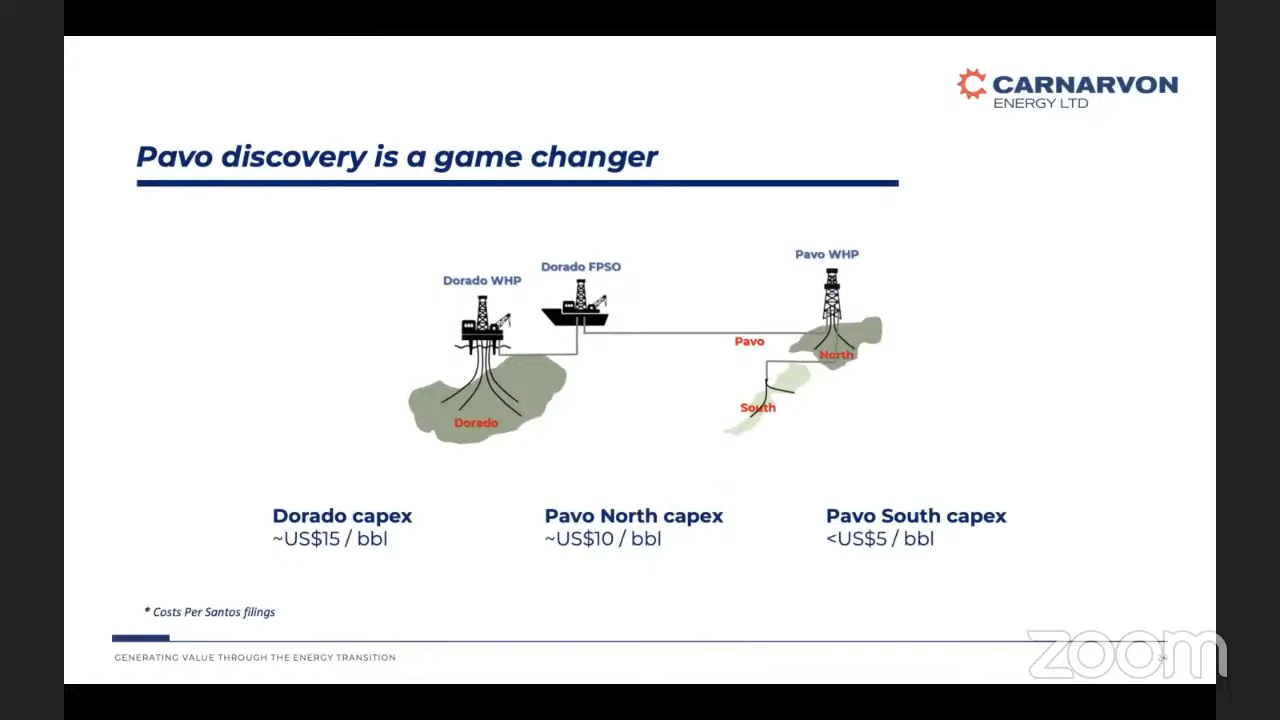 CARNARVON
ENERGY LTD
Pavo discovery is a game changer
Pavo WHP
Dorado FPSO
Dorado WHP
Pavo
North
South
Dorado
Dorado capex
~US$15 / bbl
Pavo North capex
~US$10 / bbl
Pavo South capex
<US$5 / bbl
* Costs Per Santos filings
GENERATING VALUE THROUGH THE ENERGY TRANSITION
zoom